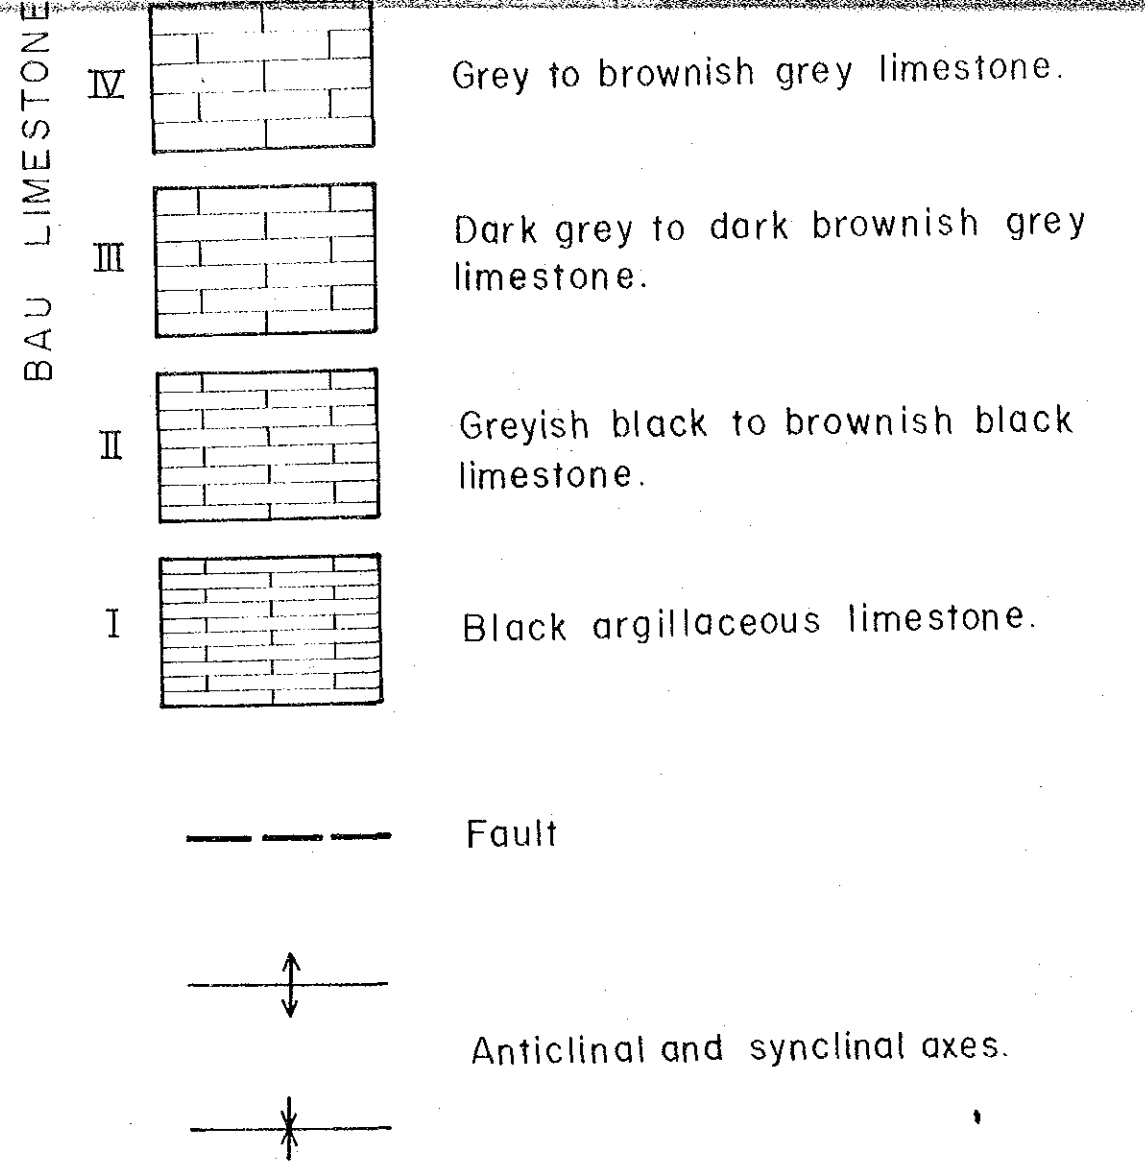 BAU LIMESTONE
IV
Grey to brownish grey limestone.
III
Dark grey to dark brownish grey
limestone.
II
Greyish black to brownish black
limestone.
I
Black argillaceous limestone.
Fault
Anticlinal and synclinal axes.